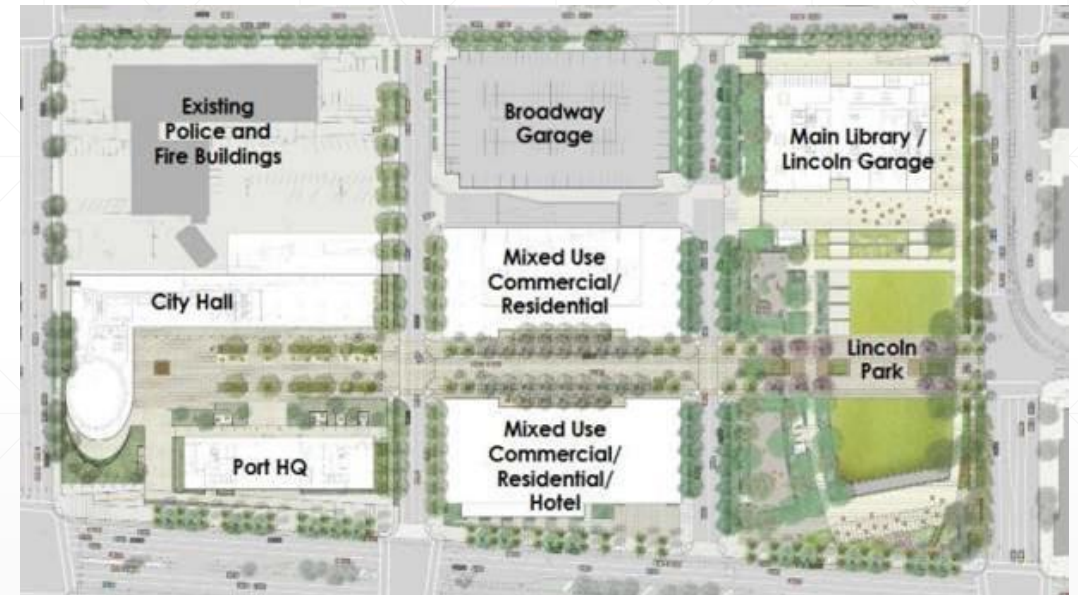 Existing
Police and
Fire Buildings
Broadway
Garage
Main Library /
Lincoln Garage
City Hall
Mixed Use
Commercial/
Residential
Lincoln
Park
Port HQ
Mixed Use
Commercial/
Residential/
Hotel